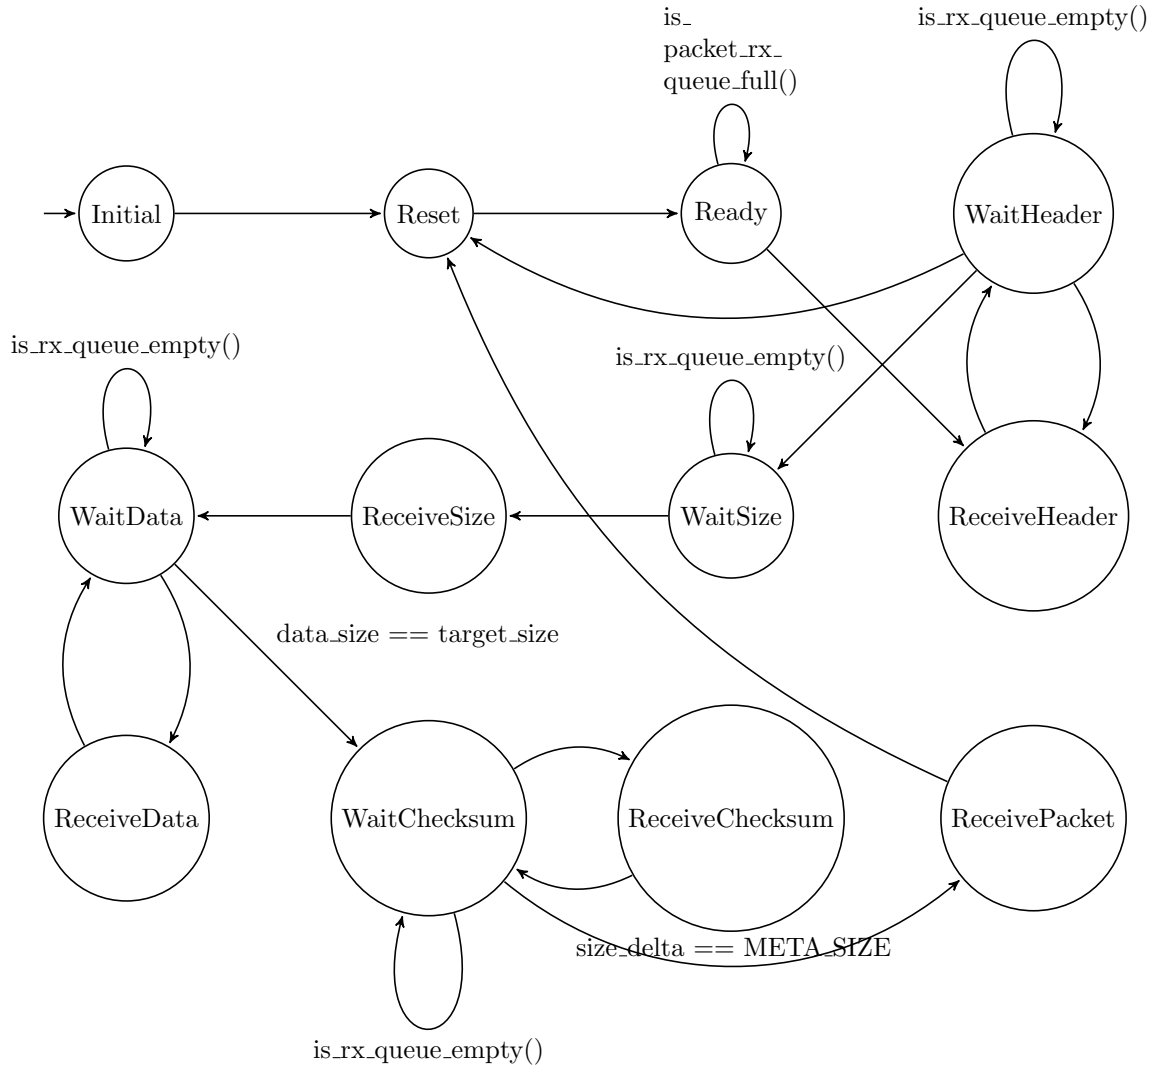 is_
packet_rx_
queue_full()
is_rx_queue_empty()
Initial
Reset
Ready
WaitHeader
is_rx_queue_empty()
is_rx_queue_empty()
WaitData
ReceiveSize
WaitSize
ReceiveHeader
data_size == target_size
ReceiveData
WaitChecksum
ReceiveChecksum
ReceivePacket
size_delta == META_SIZE
is_rx_queue_empty()